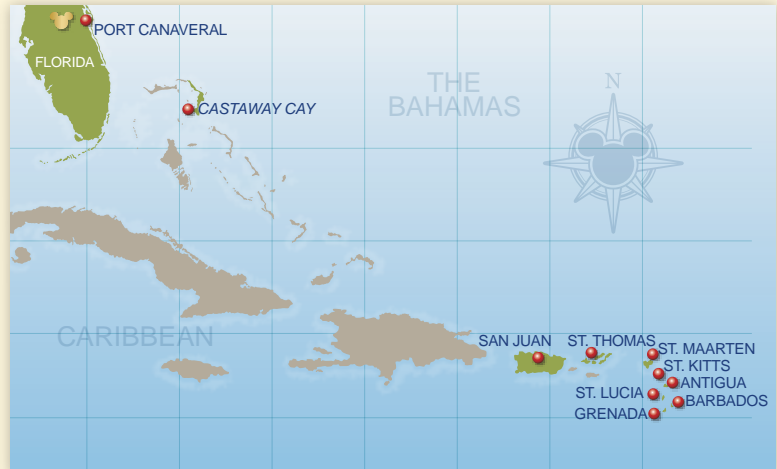 PORT CANAVERAL
FLORIDA
THE
BAHAMAS
N
CASTAWAY CAY
CARIBBEAN
SAN JUAN
ST. THOMAS
ST. MAARTEN
ST. KITTS
ANTIGUA
ST. LUCIA
BARBADOS
GRENADA